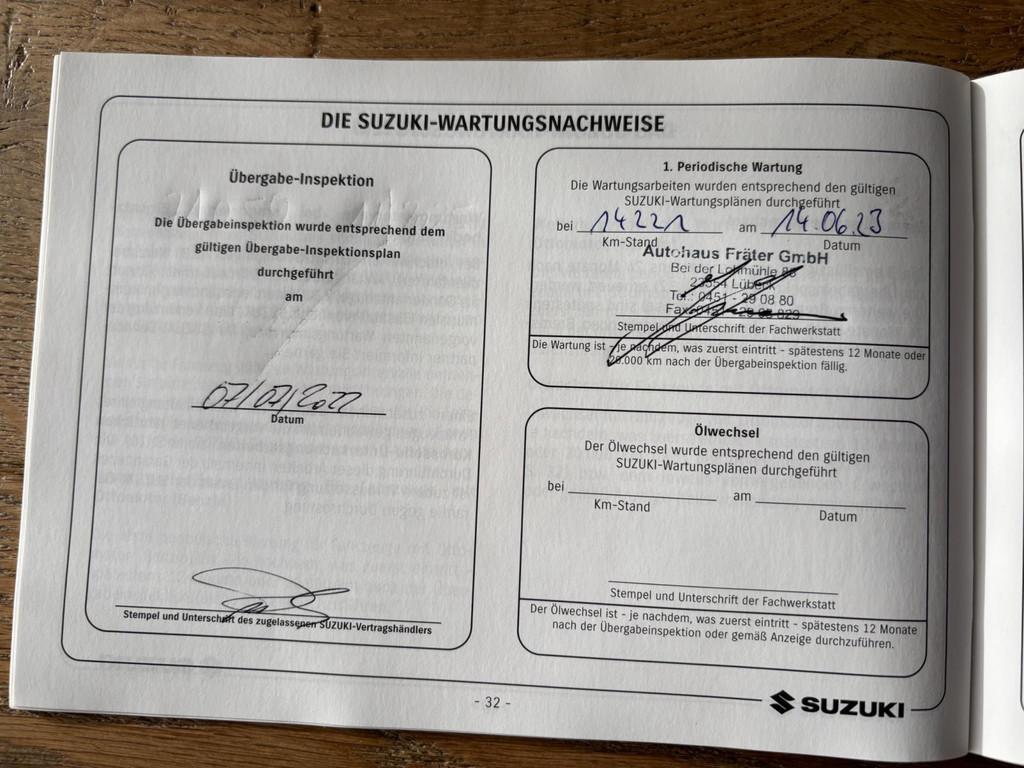 DIE SUZUKI-WARTUNGSNACHWEISE
Übergabe-Inspektion
Die Übergabeinspektion wurde entsprechend dem
gültigen Übergabe-Inspektionsplan
durchgeführt
am
07/07/2022
Datum
Stempel und Unterschrift des zugelassenen SUZUKI-Vertragshändlers
1. Periodische Wartung
Die Wartungsarbeiten wurden entsprechend den gültigen
SUZUKI-Wartungsplänen durchgeführt
bei 14221 am 14.06.23
Km-Stand Datum
Autohaus Fräter GmbH
Bei der Lohmühle
23554 Lübeck
Tel.: 0451 - 29 08 80
Stempel und Unterschrift der Fachwerkstatt
Die Wartung ist - je nachdem, was zuerst eintritt - spätestens 12 Monate oder
20.000 km nach der Übergabeinspektion fällig.
Ölwechsel
Der Ölwechsel wurde entsprechend den gültigen
SUZUKI-Wartungsplänen durchgeführt
bei am
Km-Stand Datum
Stempel und Unterschrift der Fachwerkstatt
Der Ölwechsel ist - je nachdem, was zuerst eintritt - spätestens 12 Monate
nach der Übergabeinspektion oder gemäß Anzeige durchzuführen.
- 32 -
SUZUKI